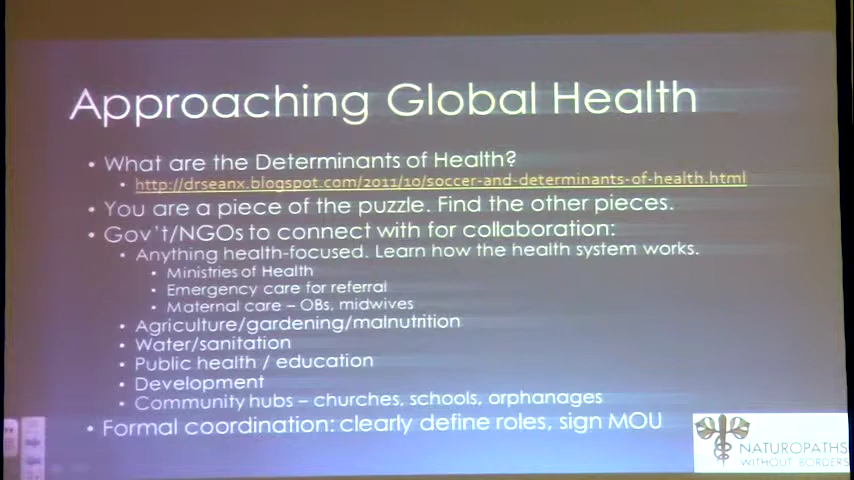 Approaching Global Health
• What are the Determinants of Health?
• http://drseanx.blogspot.com/2011/10/soccer-and-determinants-of-health.html
• You are a piece of the puzzle. Find the other pieces.
• Gov't/NGOs to connect with for collaboration:
• Anything health-focused. Learn how the health system works.
• Ministries of Health
• Emergency care for referral
• Maternal care – OBs, midwives
• Agriculture/gardening/malnutrition
• Water/sanitation
• Public health / education
• Development
• Community hubs – churches, schools, orphanages
• Formal coordination: clearly define roles, sign MOU
NATUROPATHS
WITHOUT BORDERS